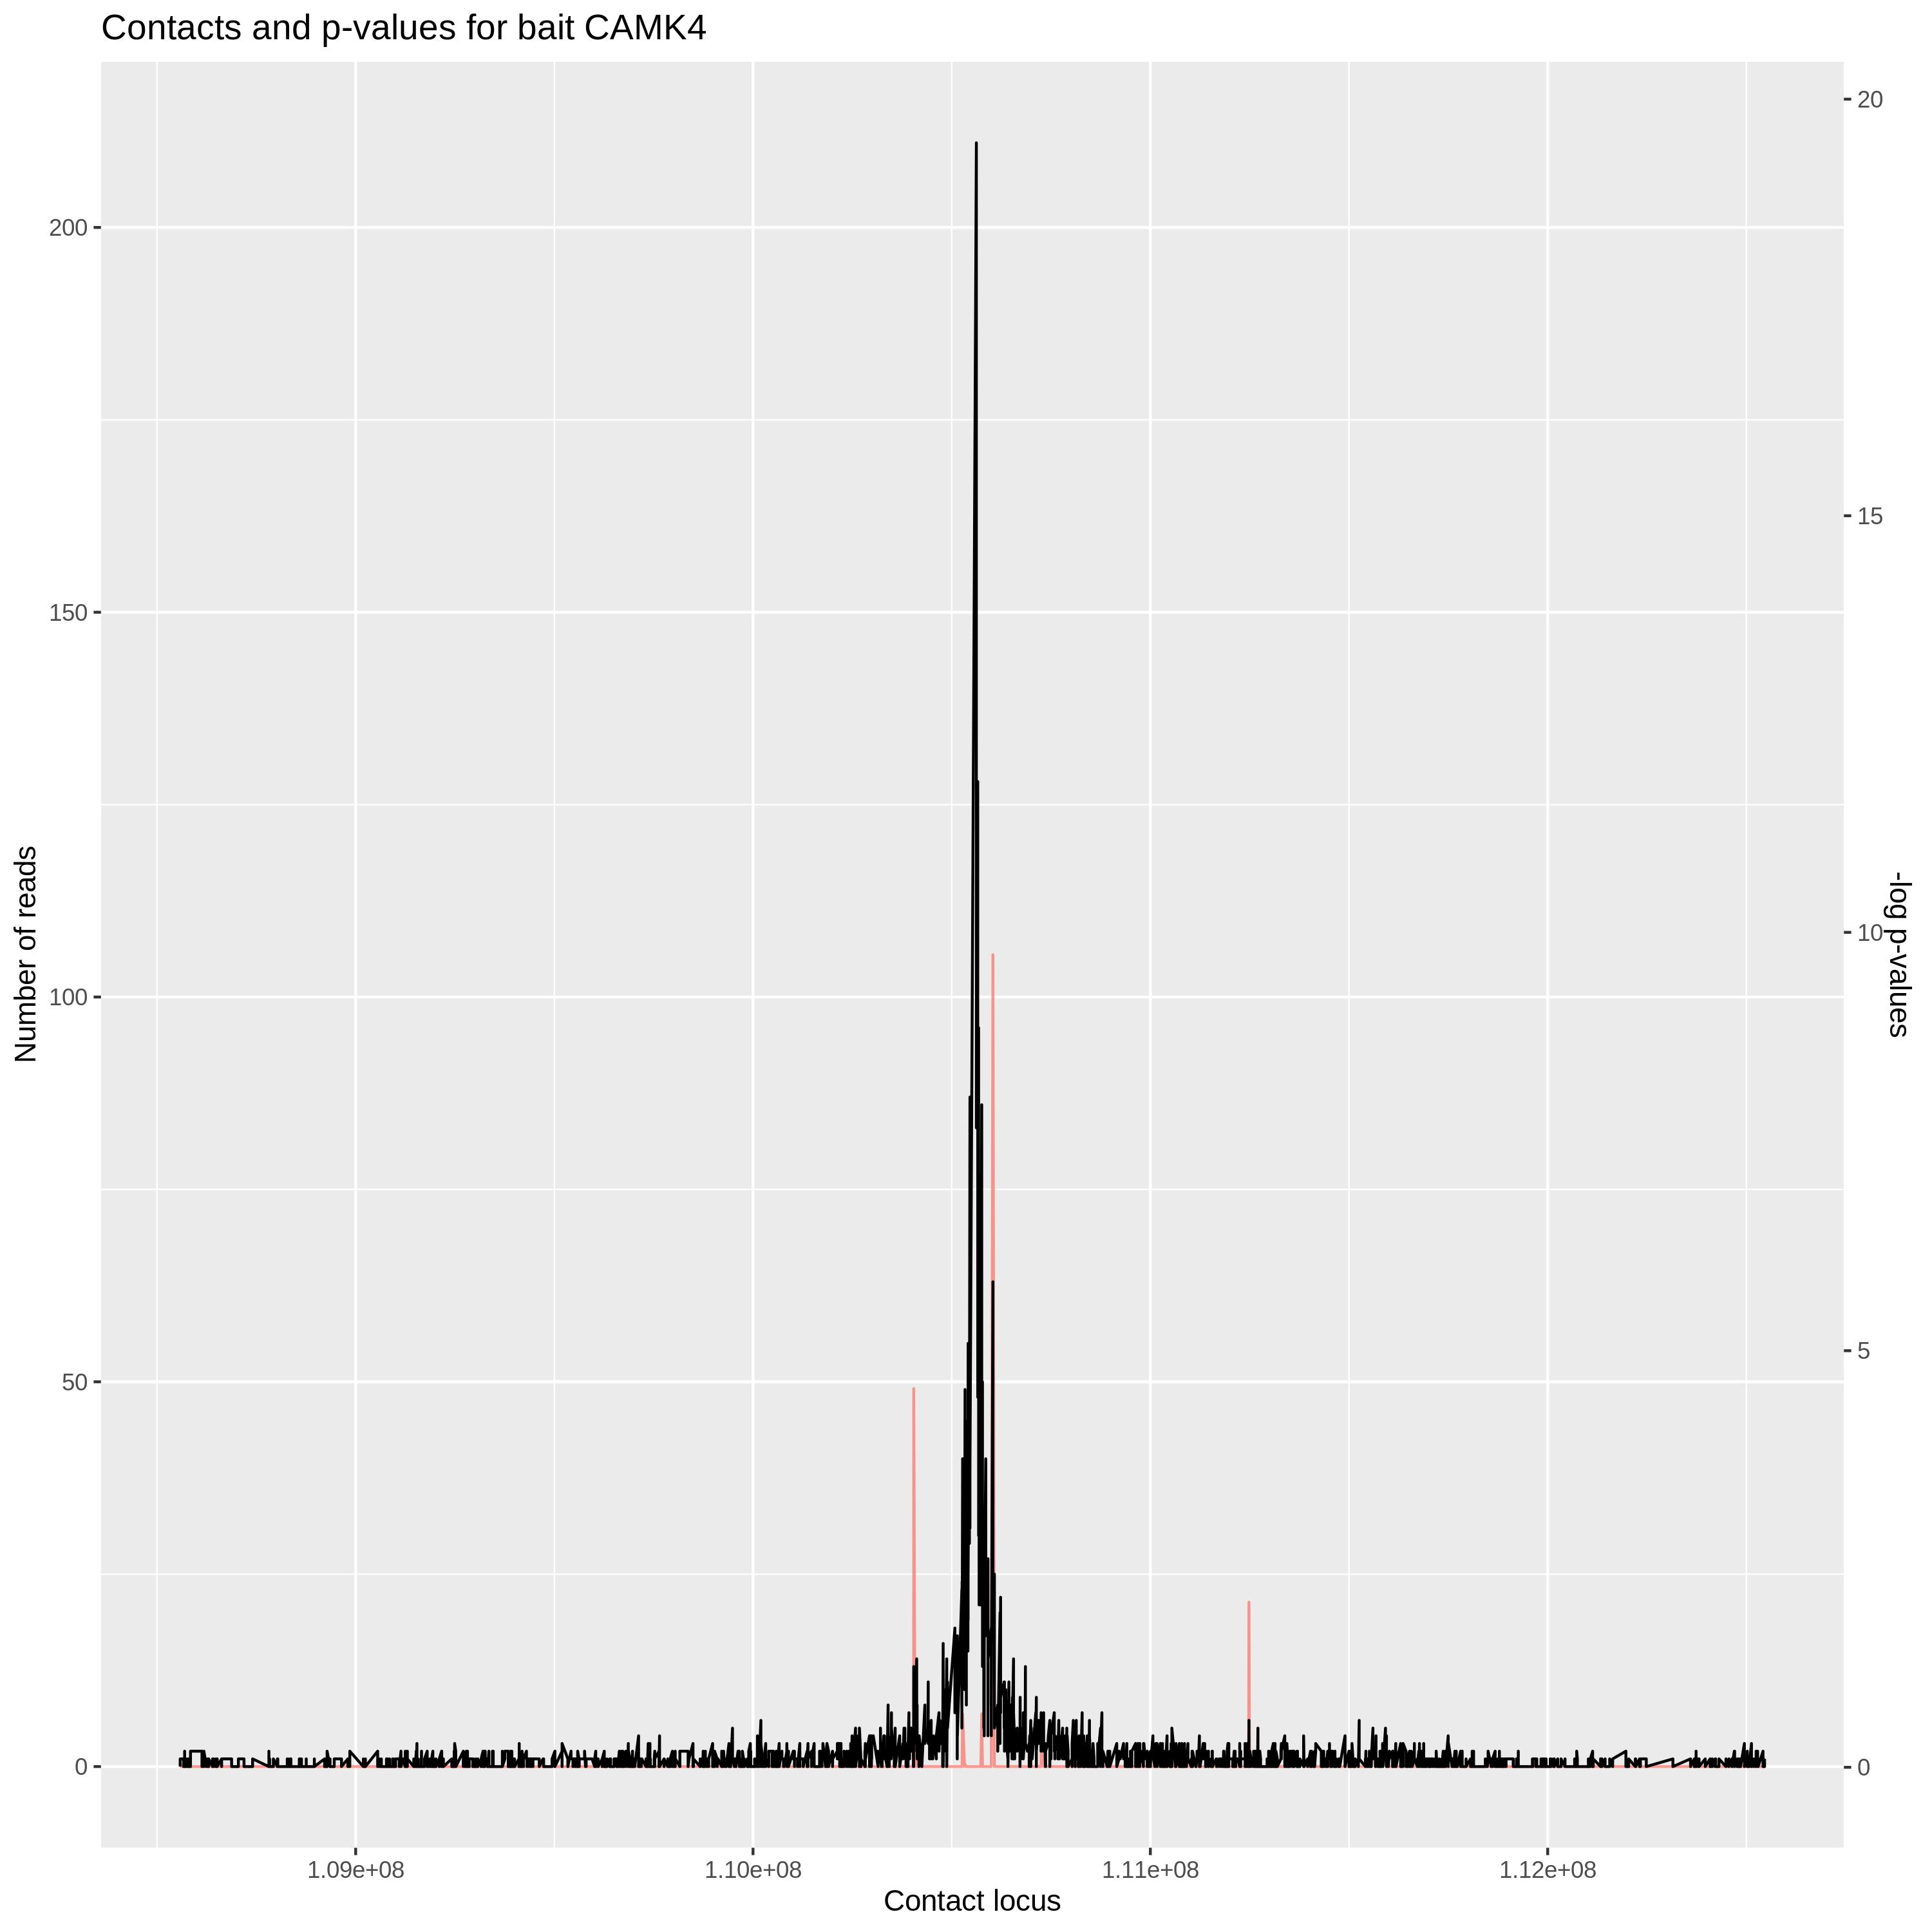 Contacts and p-values for bait CAMK4
Number of reads
200
150
100
50
0
20
15
10
5
0
-log p-values
1.09e+08 1.10e+08 1.11e+08 1.12e+08
Contact locus